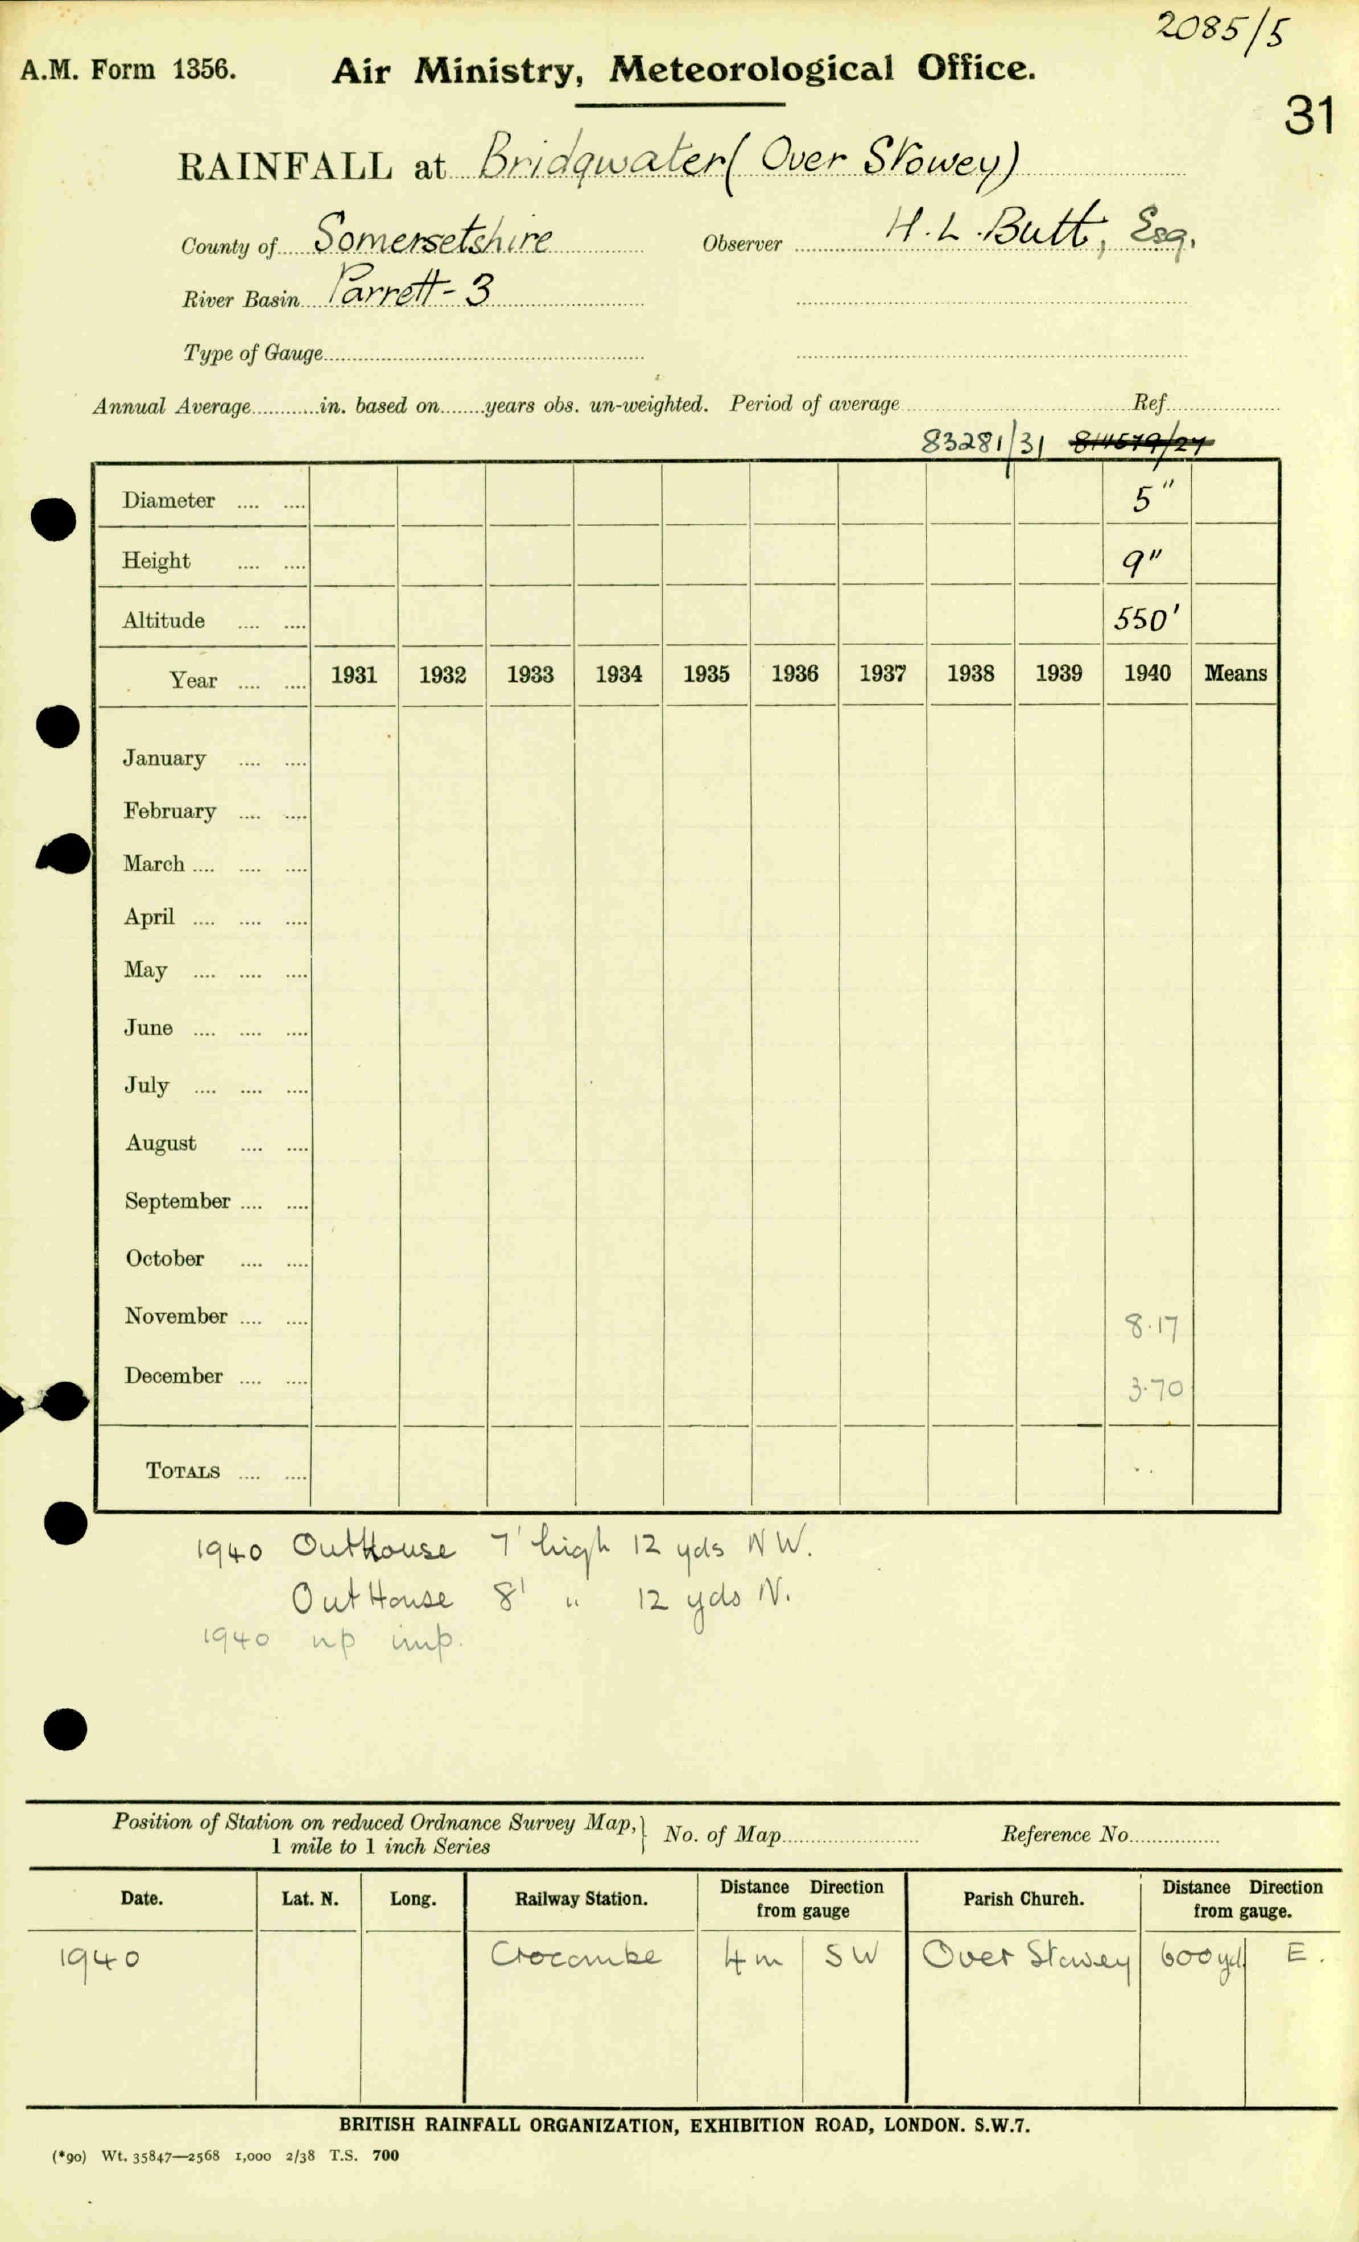 2085/5
A.M. Form 1356. Air Ministry, Meteorological Office.
31
RAINFALL at Bridgwater ( Over Stowey)
County of Somersetshire Observer H. L. Butt, Esq.
River Basin Parrett - 3
Type of Gauge
Annual Average in. based on years obs. un-weighted. Period of average Ref.
83281/31
Diameter 5"
Height 9"
Altitude 550'
Year 1931 1932 1933 1934 1935 1936 1937 1938 1939 1940 Means
January
February
March
April
May
June
July
August
September
October
November 8.17
December 3.70
TOTALS
1940 OutHouse 7' high 12 yds NW.
OutHouse 8' " 12 yds N.
1940 np imp.
Position of Station on reduced Ordnance Survey Map, } No. of Map Reference No.
1 mile to 1 inch Series
Date. Lat. N. Long. Railway Station. Distance Direction from gauge Parish Church. Distance Direction from gauge.
1940 Crocombe 4 m SW Over Stowey 600 yd E.
BRITISH RAINFALL ORGANIZATION, EXHIBITION ROAD, LONDON. S.W.7.
(*90) Wt. 35847—2568 1,000 2/38 T.S. 700